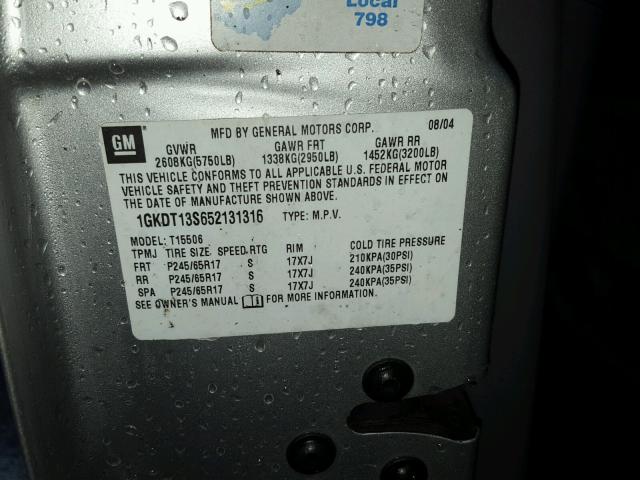 Local
798
GM
MFD BY GENERAL MOTORS CORP. 08/04
GVWR GAWR FRT GAWR RR
2608KG(5750LB) 1338KG(2950LB) 1452KG(3200LB)
THIS VEHICLE CONFORMS TO ALL APPLICABLE U.S. FEDERAL MOTOR
VEHICLE SAFETY AND THEFT PREVENTION STANDARDS IN EFFECT ON
THE DATE OF MANUFACTURE SHOWN ABOVE.
1GKDT13S652131316 TYPE: M.P.V.
MODEL: T15506
TPMJ TIRE SIZE SPEED RTG RIM COLD TIRE PRESSURE
FRT P245/65R17 S 17X7J 210KPA(30PSI)
RR P245/65R17 S 17X7J 240KPA(35PSI)
SPA P245/65R17 S 17X7J 240KPA(35PSI)
SEE OWNER'S MANUAL FOR MORE INFORMATION.